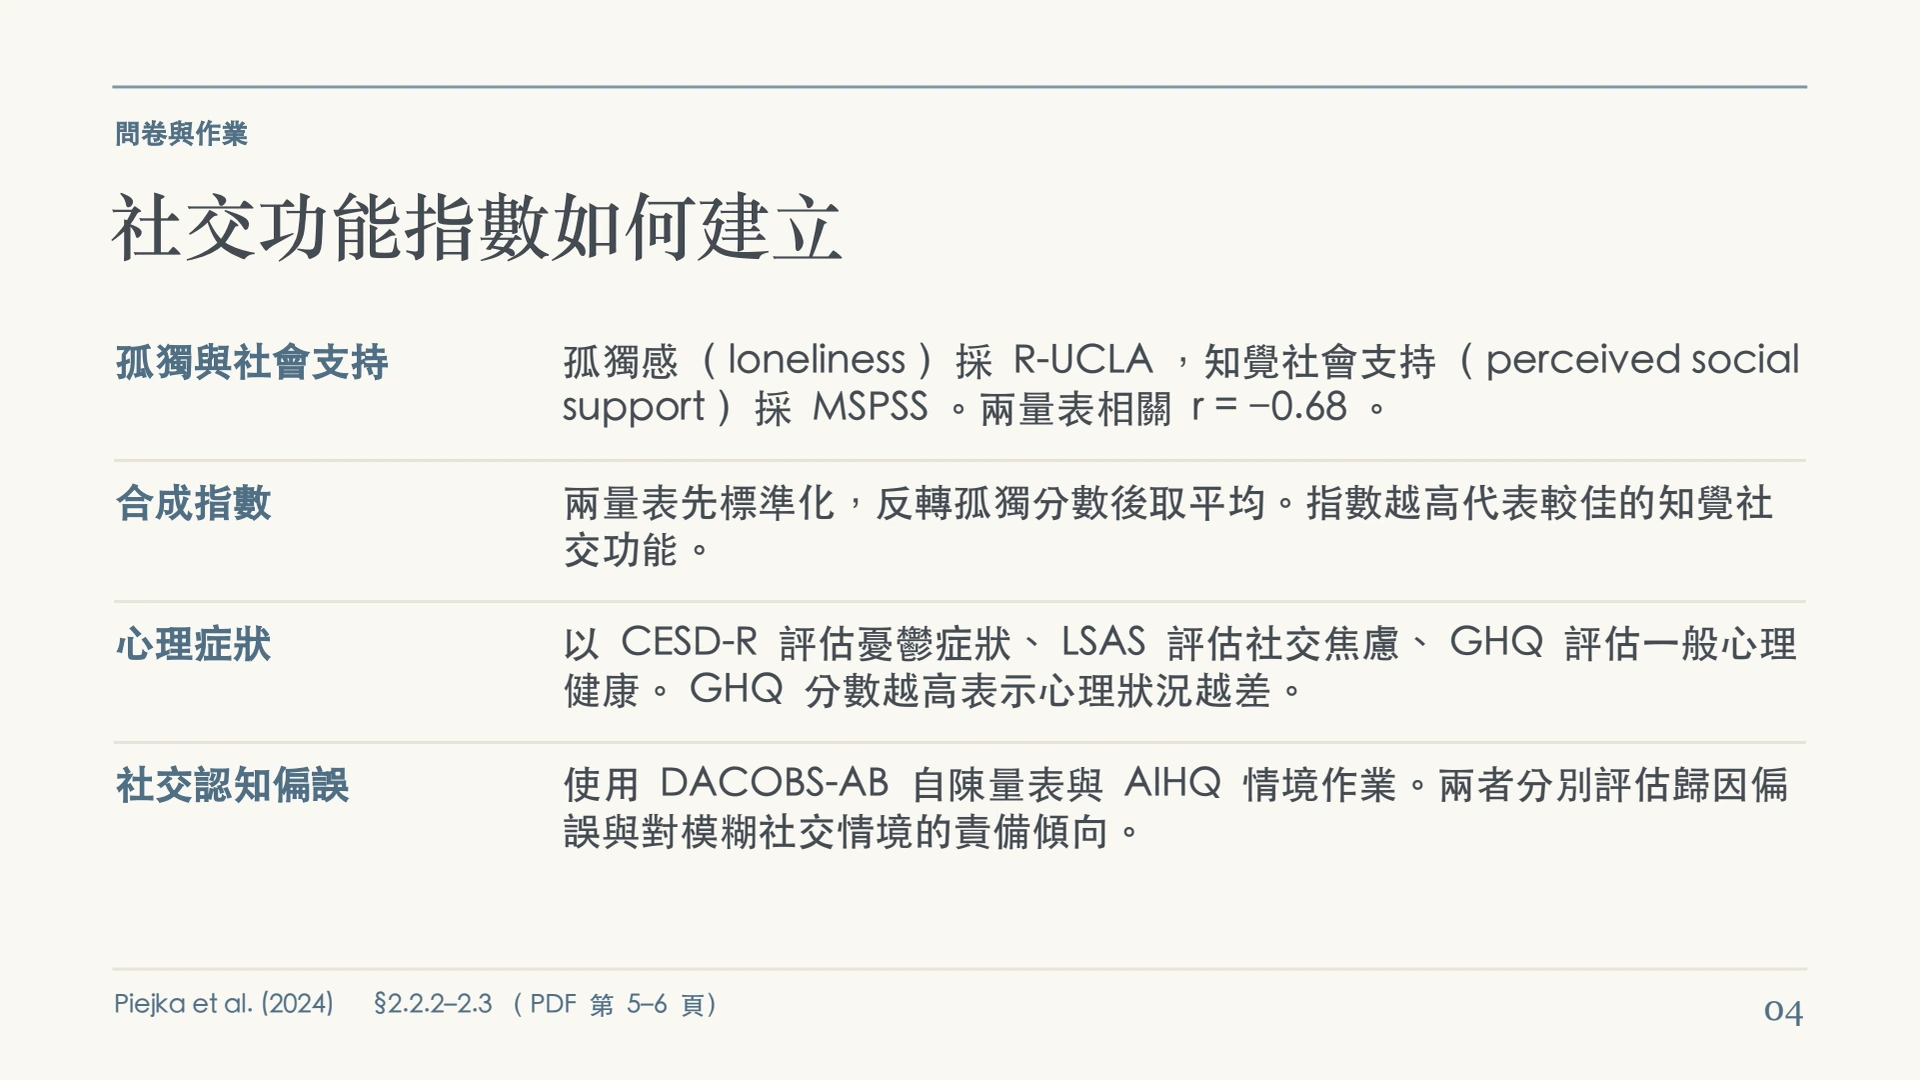 問卷與作業
社交功能指數如何建立
孤獨與社會支持
孤獨感（loneliness）採 R-UCLA ，知覺社會支持（perceived social
support）採 MSPSS 。兩量表相關 r = −0.68 。
合成指數
兩量表先標準化，反轉孤獨分數後取平均。指數越高代表較佳的知覺社
交功能。
心理症狀
以 CESD-R 評估憂鬱症狀、 LSAS 評估社交焦慮、 GHQ 評估一般心理
健康。 GHQ 分數越高表示心理狀況越差。
社交認知偏誤
使用 DACOBS-AB 自陳量表與 AIHQ 情境作業。兩者分別評估歸因偏
誤與對模糊社交情境的責備傾向。
Piejka et al. (2024) §2.2.2–2.3 （PDF 第 5–6 頁）
04